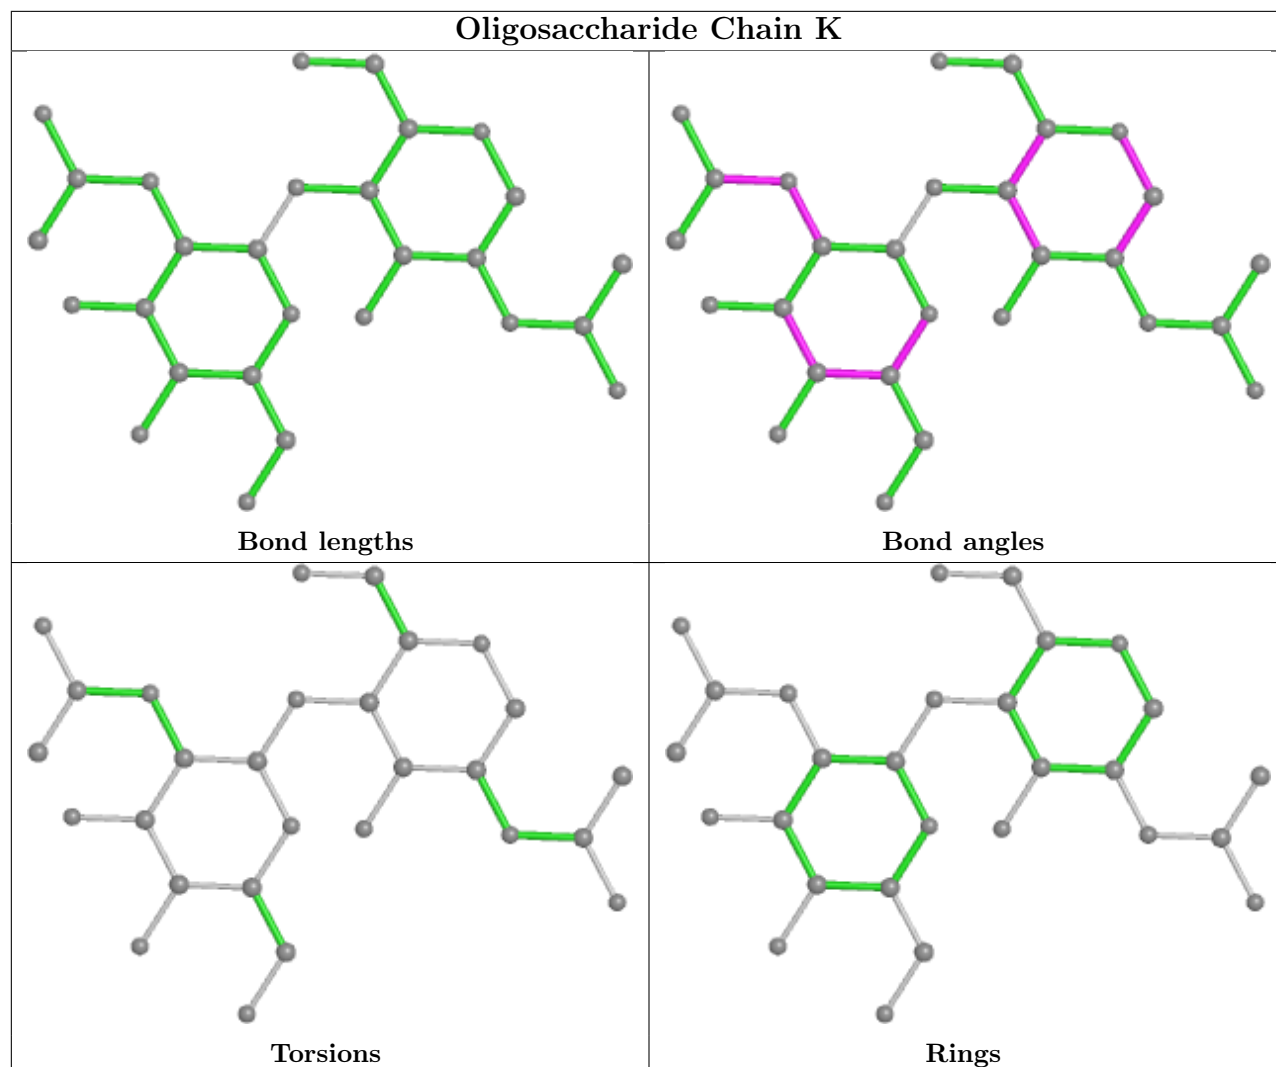 Oligosaccharide Chain K
Bond lengths
Bond angles
Torsions
Rings